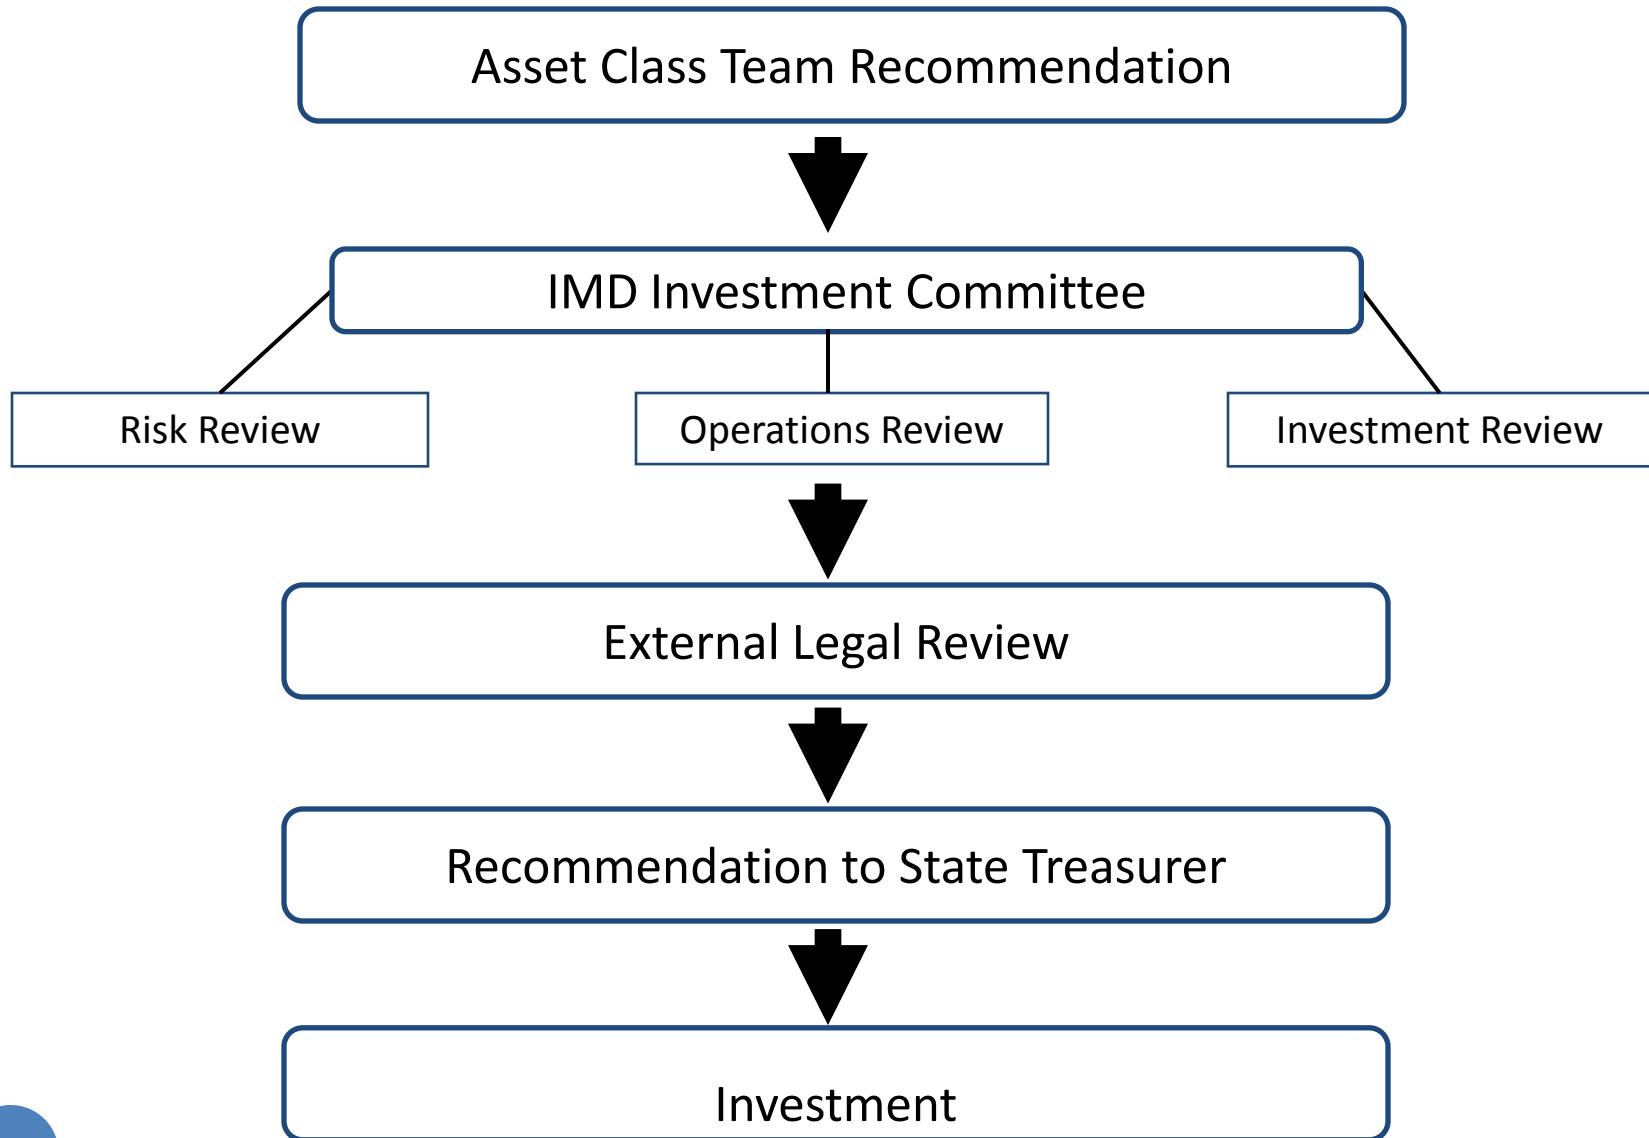 Asset Class Team Recommendation
IMD Investment Committee
Risk Review
Operations Review
Investment Review
External Legal Review
Recommendation to State Treasurer
Investment